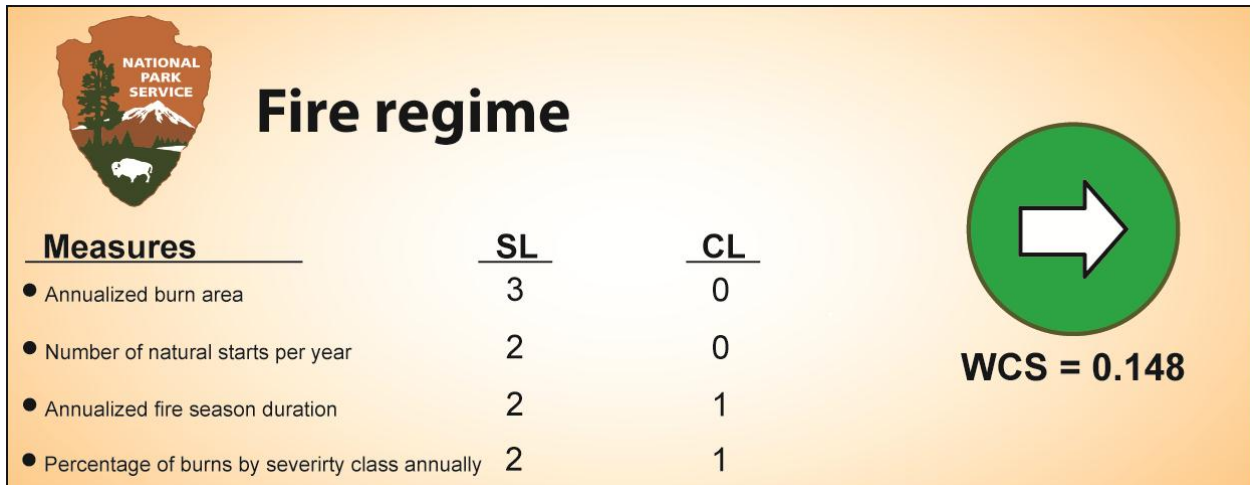 NATIONAL
PARK
SERVICE
Fire regime
Measures SL CL
• Annualized burn area 3 0
• Number of natural starts per year 2 0
• Annualized fire season duration 2 1
• Percentage of burns by severirty class annually 2 1
WCS = 0.148